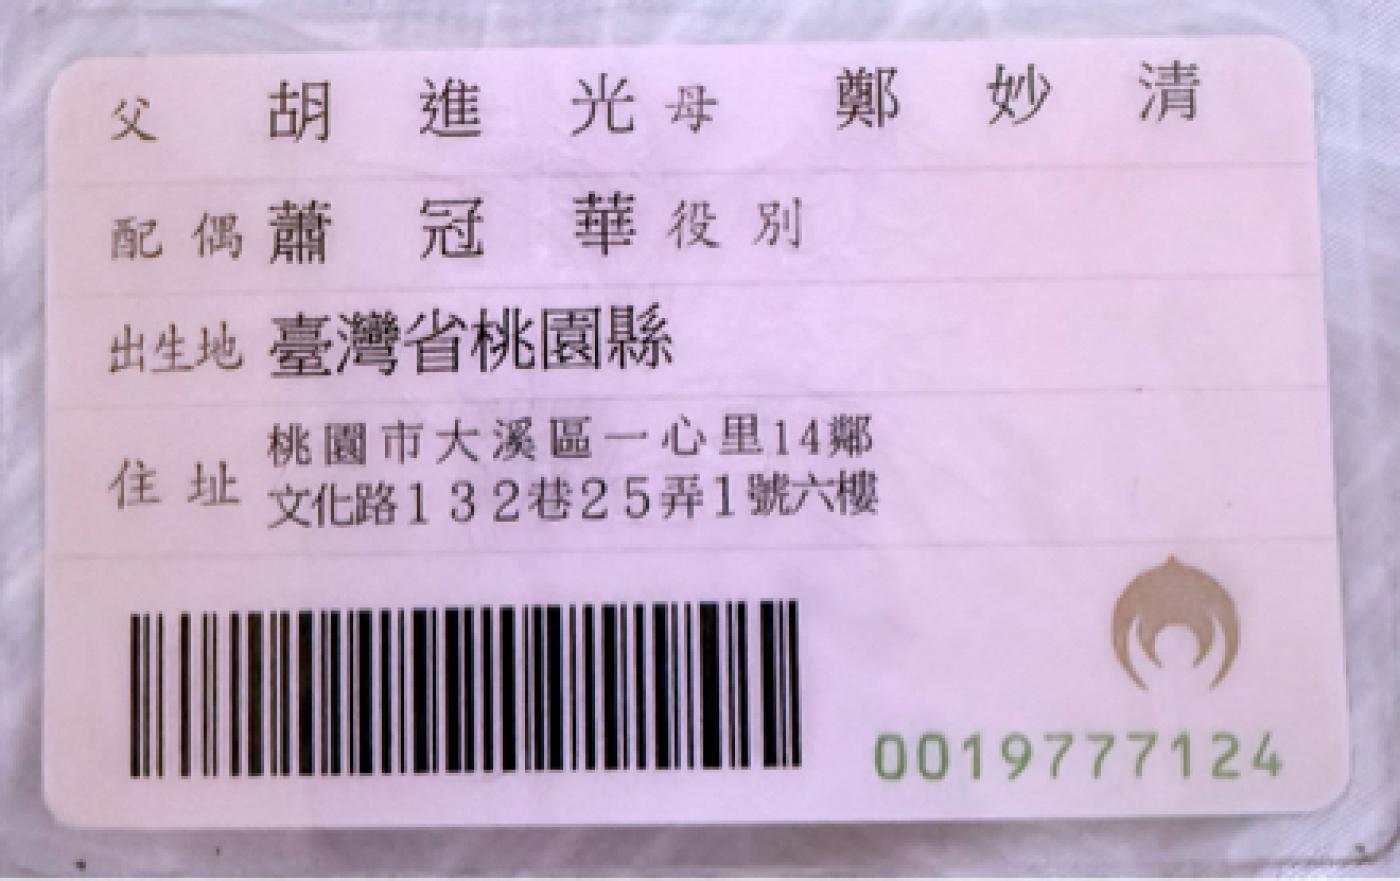 父 胡進光 母 鄭妙清
配偶 蕭冠華 役別
出生地 臺灣省桃園縣
住址 桃園市大溪區一心里14鄰
文化路132巷25弄1號六樓
0019777124